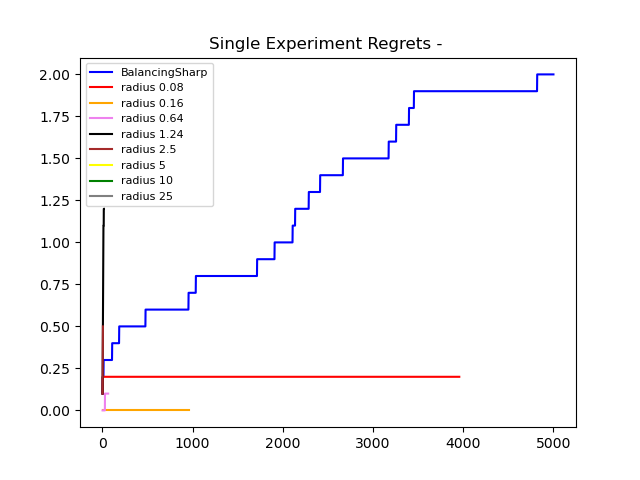 Single Experiment Regrets -
2.00
1.75
1.50
1.25
1.00
0.75
0.50
0.25
0.00
BalancingSharp
radius 0.08
radius 0.16
radius 0.64
radius 1.24
radius 2.5
radius 5
radius 10
radius 25
0 1000 2000 3000 4000 5000